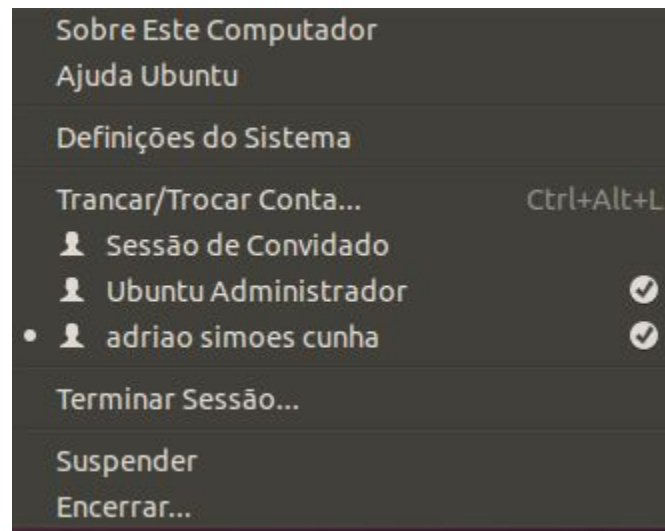 Sobre Este Computador
Ajuda Ubuntu
Definições do Sistema
Trancar/Trocar Conta... Ctrl+Alt+L
Sessão de Convidado
Ubuntu Administrador
adriao simoes cunha
Terminar Sessão...
Suspender
Encerrar...